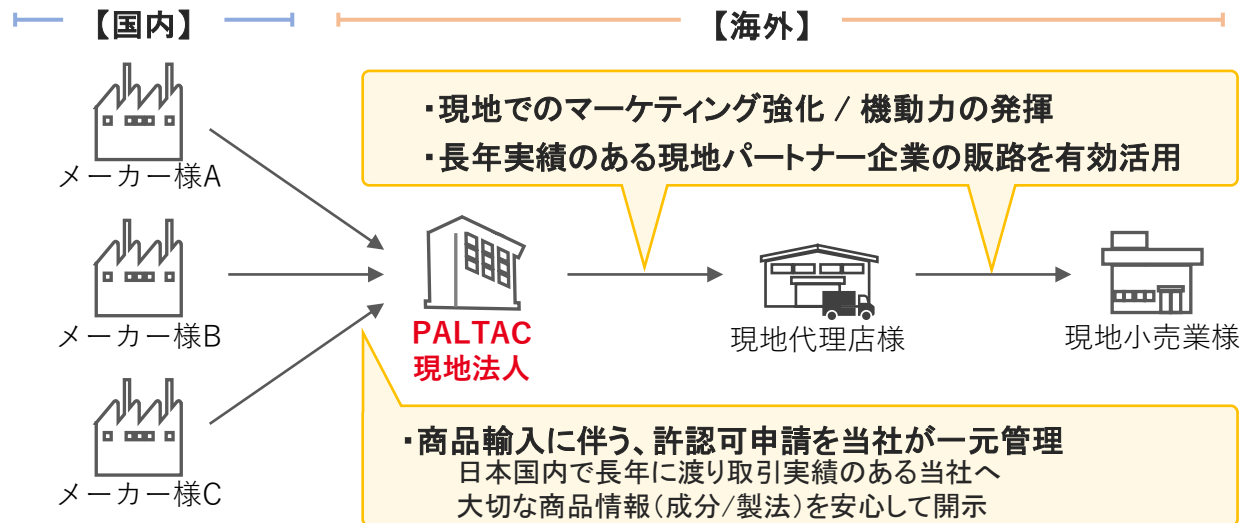 【国内】
【海外】
・現地でのマーケティング強化 / 機動力の発揮
・長年実績のある現地パートナー企業の販路を有効活用
メーカー様A
メーカー様B
メーカー様C
PALTAC
現地法人
現地代理店様
現地小売業様
・商品輸入に伴う、許認可申請を当社が一元管理
日本国内で長年に渡り取引実績のある当社へ
大切な商品情報(成分/製法)を安心して開示